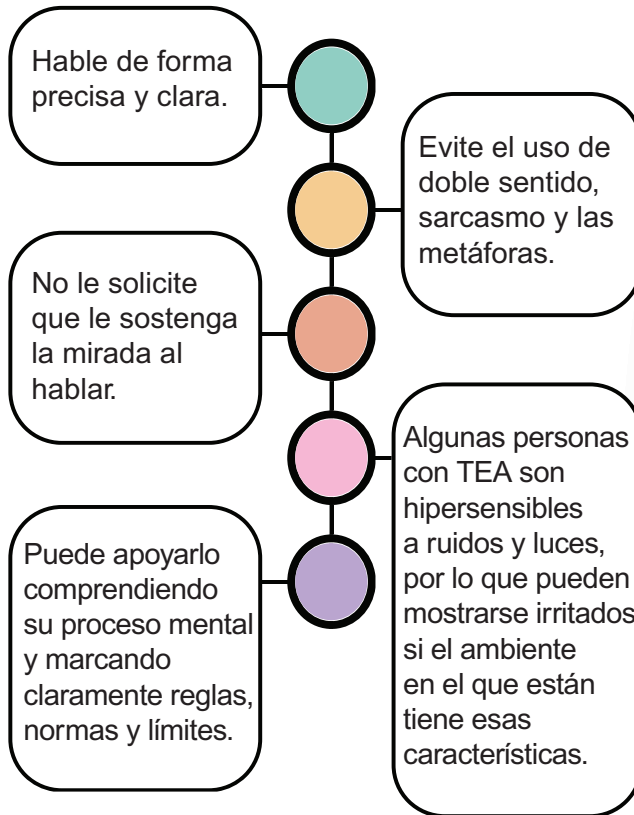 Hable de forma
precisa y clara.
Evite el uso de
doble sentido,
sarcasmo y las
metáforas.
No le solicite
que le sostenga
la mirada al
hablar.
Algunas personas
con TEA son
hipersensibles
a ruidos y luces,
por lo que pueden
mostrarse irritados
si el ambiente
en el que están
tiene esas
características.
Puede apoyarlo
comprendiendo
su proceso mental
y marcando
claramente reglas,
normas y límites.